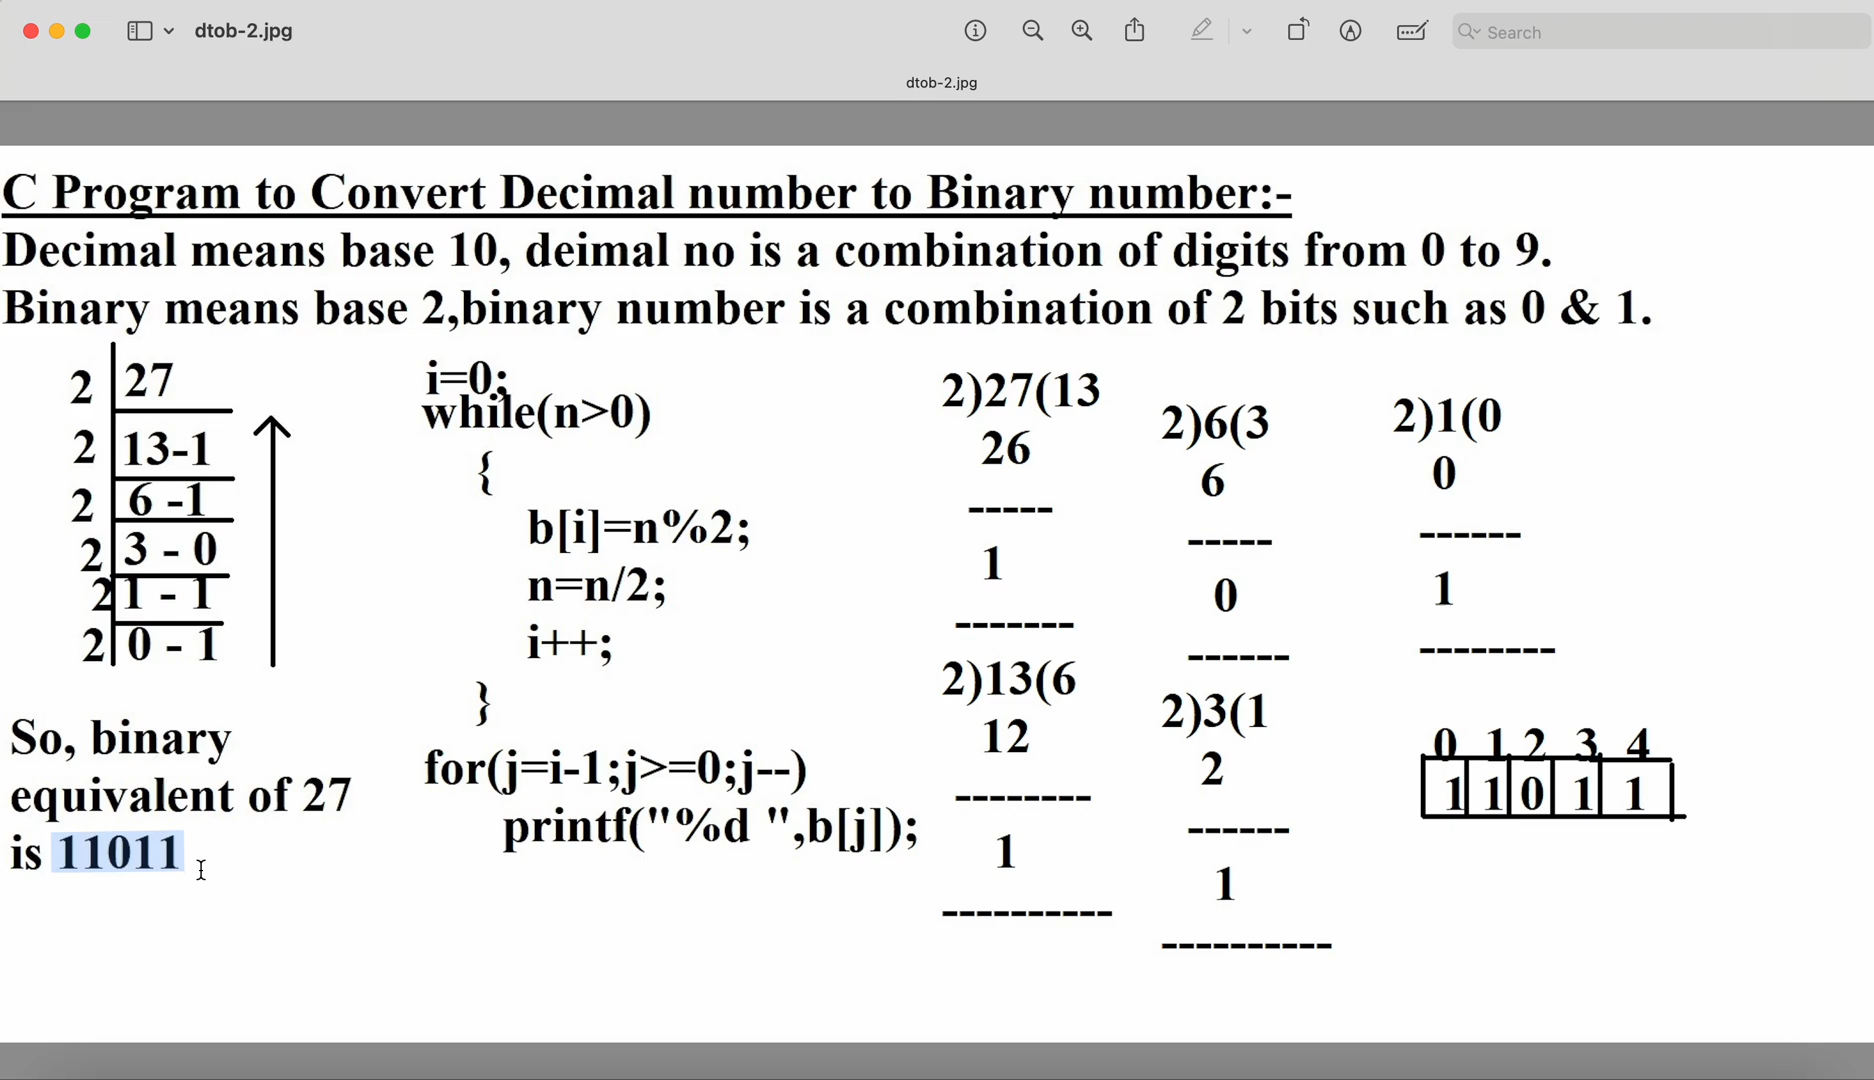 dtob-2.jpg
Search
dtob-2.jpg
C Program to Convert Decimal number to Binary number:-
Decimal means base 10, deimal no is a combination of digits from 0 to 9.
Binary means base 2,binary number is a combination of 2 bits such as 0 & 1.
2 27
2 13-1
2 6 -1
2 3 - 0
2 1 - 1
2 0 - 1
So, binary
equivalent of 27
is 11011
i=0;
while(n>0)
{
b[i]=n%2;
n=n/2;
i++;
}
for(j=i-1;j>=0;j--)
printf("%d ",b[j]);
2)27(13
26
-----
1
-------
2)13(6
12
--------
1
----------
2)6(3
6
-----
0
------
2)3(1
2
------
1
----------
2)1(0
0
------
1
--------
0 1 2 3 4
1 1 0 1 1